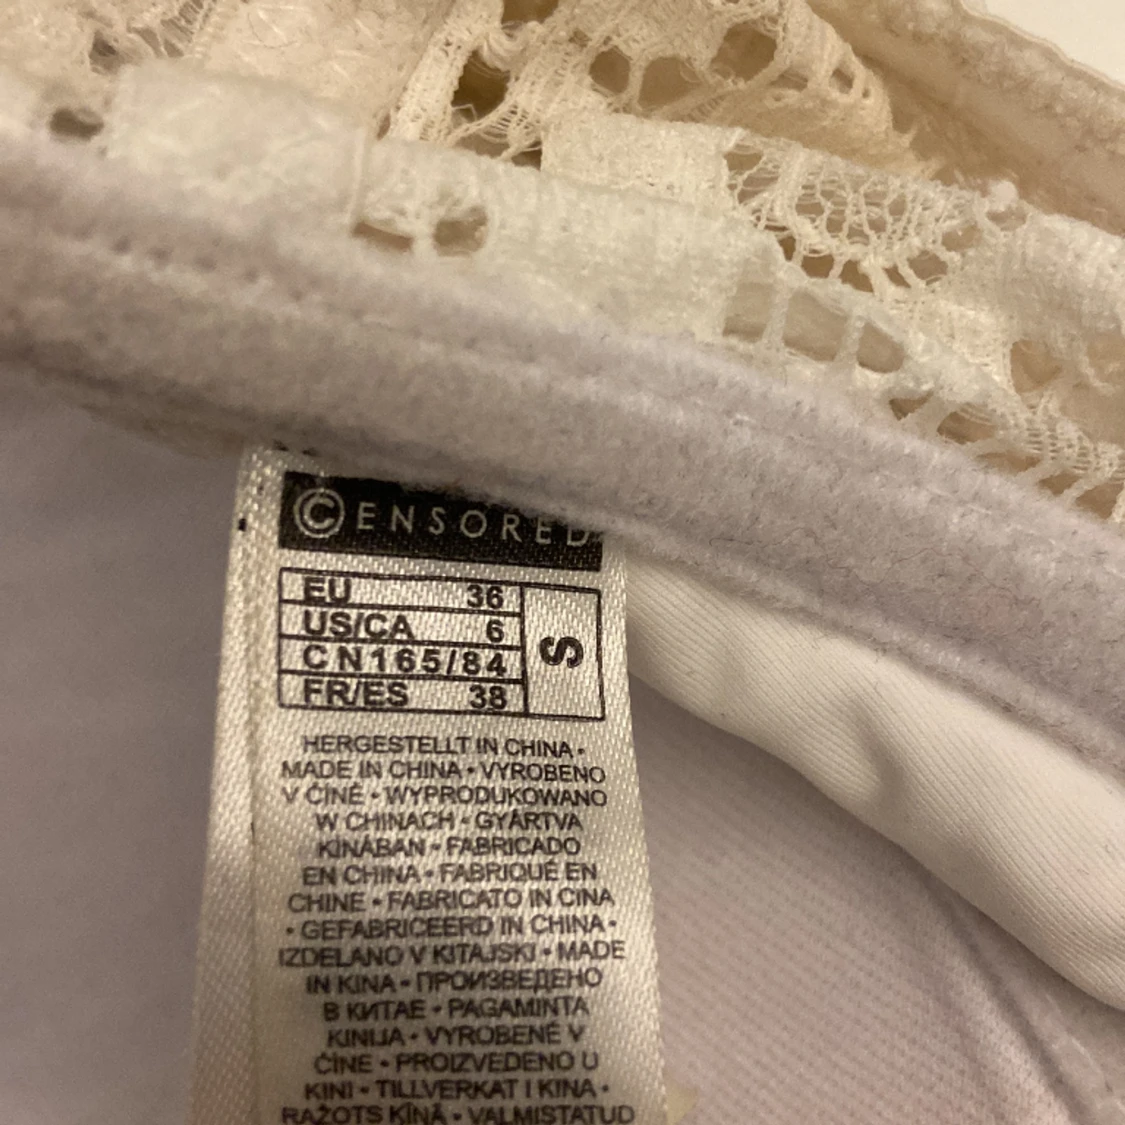 ©ENSORED
EU 36
US/CA 6
CN165/84
FR/ES 38
S
HERGESTELLT IN CHINA •
MADE IN CHINA • VYROBENO
V ČÍNĚ • WYPRODUKOWANO
W CHINACH • GYÁRTVA
KÍNÁBAN • FABRICADO
EN CHINA • FABRIQUÉ EN
CHINE • FABRICATO IN CINA
• GEFABRICEERD IN CHINA •
IZDELANO V KITAJSKI • MADE
IN KINA • ПРОИЗВЕДЕНО
В КИТАЕ • PAGAMINTA
KINIJA • VYROBENÉ V
ČÍNE • PROIZVEDENO U
KINI • TILLVERKAT I KINA •
RAŽOTS ĶĪNĀ • VALMISTATUD